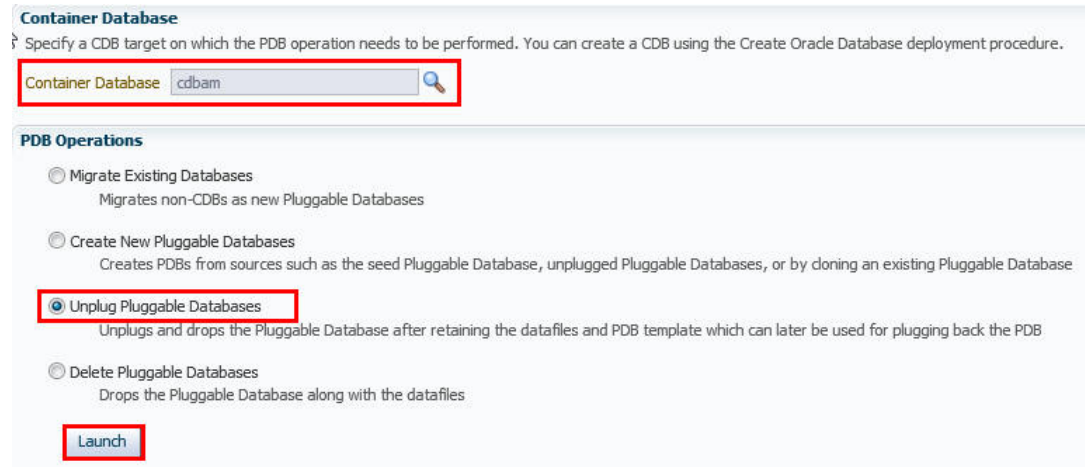 Container Database
Specify a CDB target on which the PDB operation needs to be performed. You can create a CDB using the Create Oracle Database deployment procedure.
Container Database cdbam
PDB Operations
Migrate Existing Databases
Migrates non-CDBs as new Pluggable Databases
Create New Pluggable Databases
Creates PDBs from sources such as the seed Pluggable Database, unplugged Pluggable Databases, or by cloning an existing Pluggable Database
Unplug Pluggable Databases
Unplugs and drops the Pluggable Database after retaining the datafiles and PDB template which can later be used for plugging back the PDB
Delete Pluggable Databases
Drops the Pluggable Database along with the datafiles
Launch